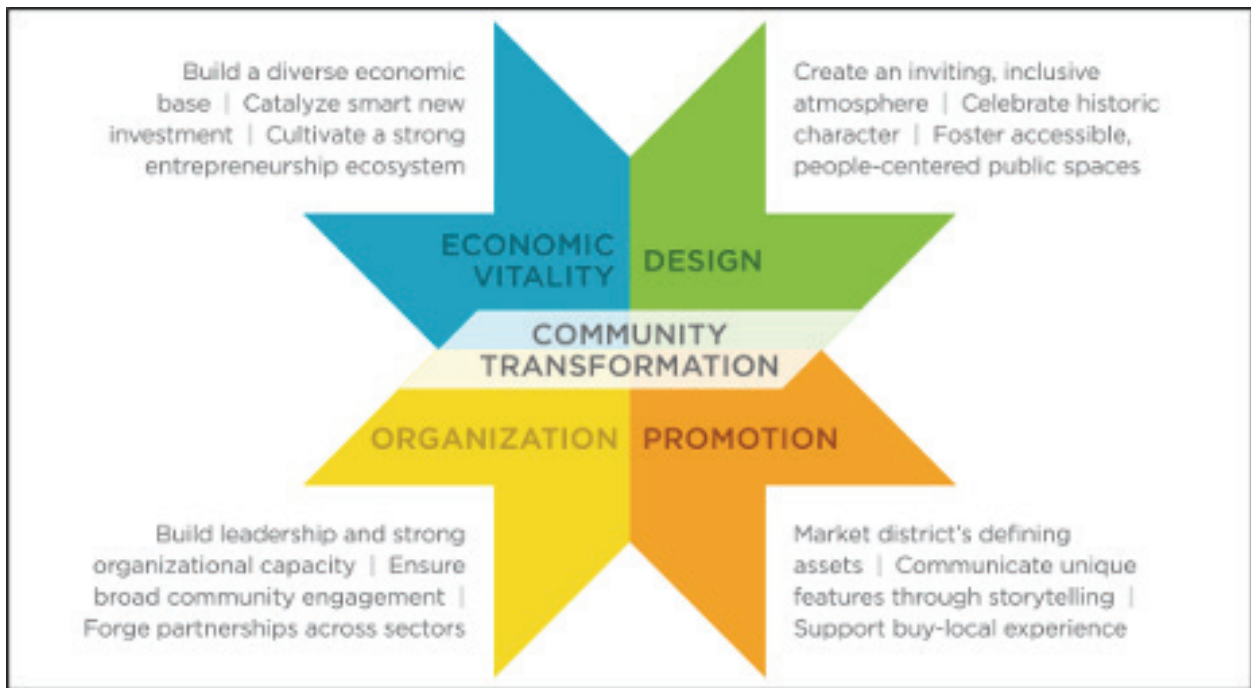 Build a diverse economic
base | Catalyze smart new
investment | Cultivate a strong
entrepreneurship ecosystem
Create an inviting, inclusive
atmosphere | Celebrate historic
character | Foster accessible,
people-centered public spaces
ECONOMIC
VITALITY
DESIGN
COMMUNITY
TRANSFORMATION
ORGANIZATION
PROMOTION
Build leadership and strong
organizational capacity | Ensure
broad community engagement |
Forge partnerships across sectors
Market district's defining
assets | Communicate unique
features through storytelling |
Support buy-local experience